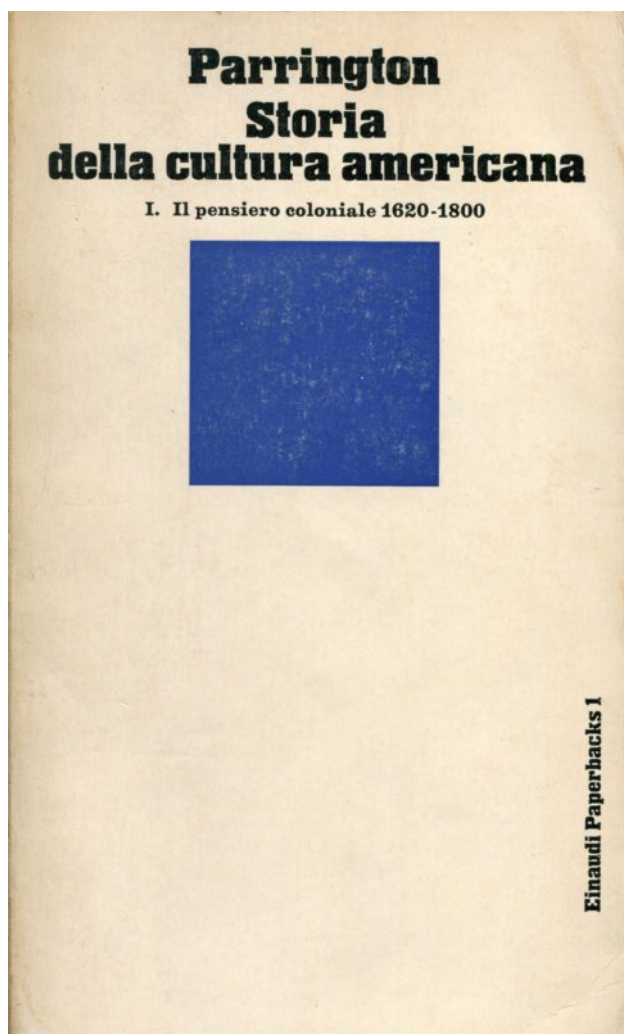 Parrington
Storia
della cultura americana
I. Il pensiero coloniale 1620-1800
Einaudi Paperbacks 1